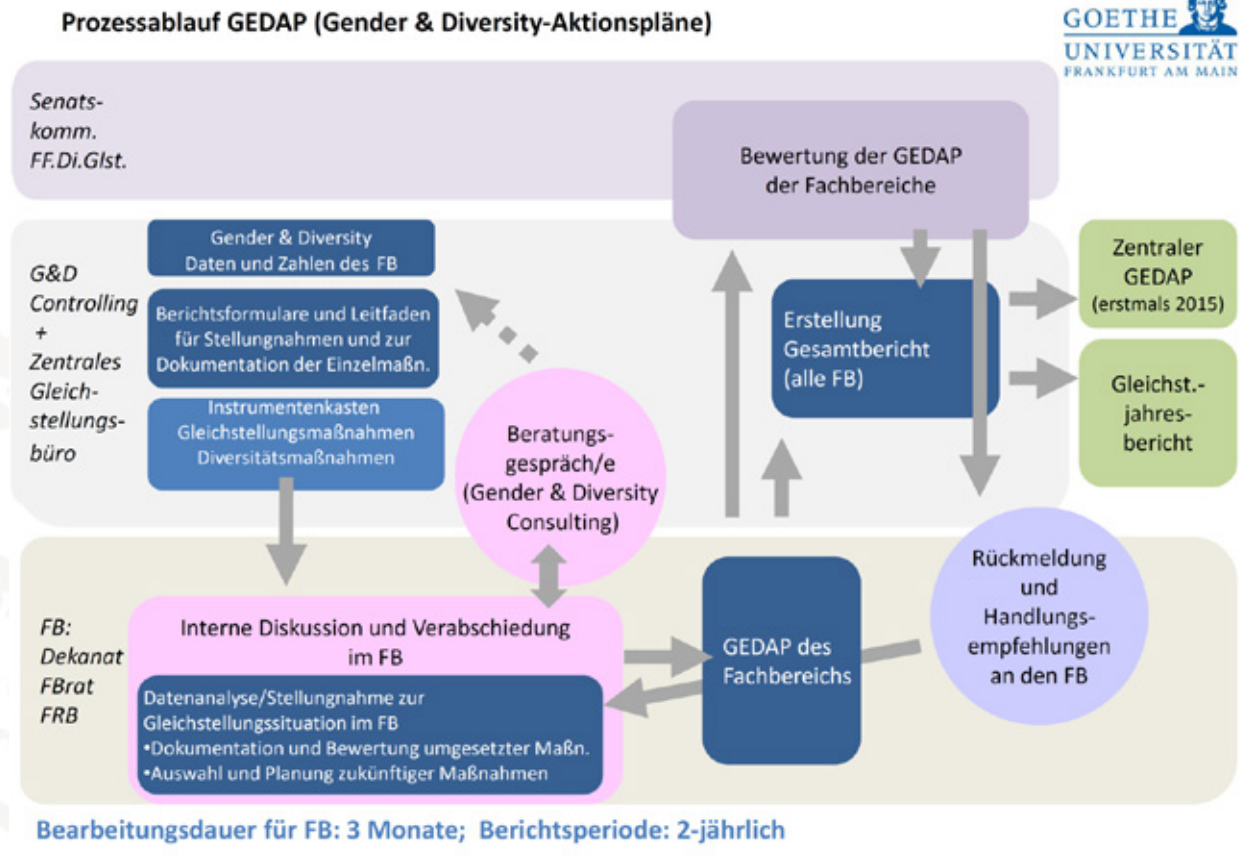 Prozessablauf GEDAP (Gender & Diversity-Aktionspläne)
GOETHE
UNIVERSITÄT
FRANKFURT AM MAIN
Senats-
komm.
FF.Di.Glst.
Bewertung der GEDAP
der Fachbereiche
G&D
Controlling
+
Zentrales
Gleich-
stellungs-
büro
Gender & Diversity
Daten und Zahlen des FB
Berichtsformulare und Leitfaden
für Stellungnahmen und zur
Dokumentation der Einzelmaßn.
Instrumentenkasten
Gleichstellungsmaßnahmen
Diversitätsmaßnahmen
Beratungs-
gespräch/e
(Gender & Diversity
Consulting)
Erstellung
Gesamtbericht
(alle FB)
Zentraler
GEDAP
(erstmals 2015)
Gleichst.-
jahres-
bericht
FB:
Dekanat
FBrat
FRB
Interne Diskussion und Verabschiedung
im FB
Datenanalyse/Stellungnahme zur
Gleichstellungssituation im FB
•Dokumentation und Bewertung umgesetzter Maßn.
•Auswahl und Planung zukünftiger Maßnahmen
GEDAP des
Fachbereichs
Rückmeldung
und
Handlungs-
empfehlungen
an den FB
Bearbeitungsdauer für FB: 3 Monate; Berichtsperiode: 2-jährlich